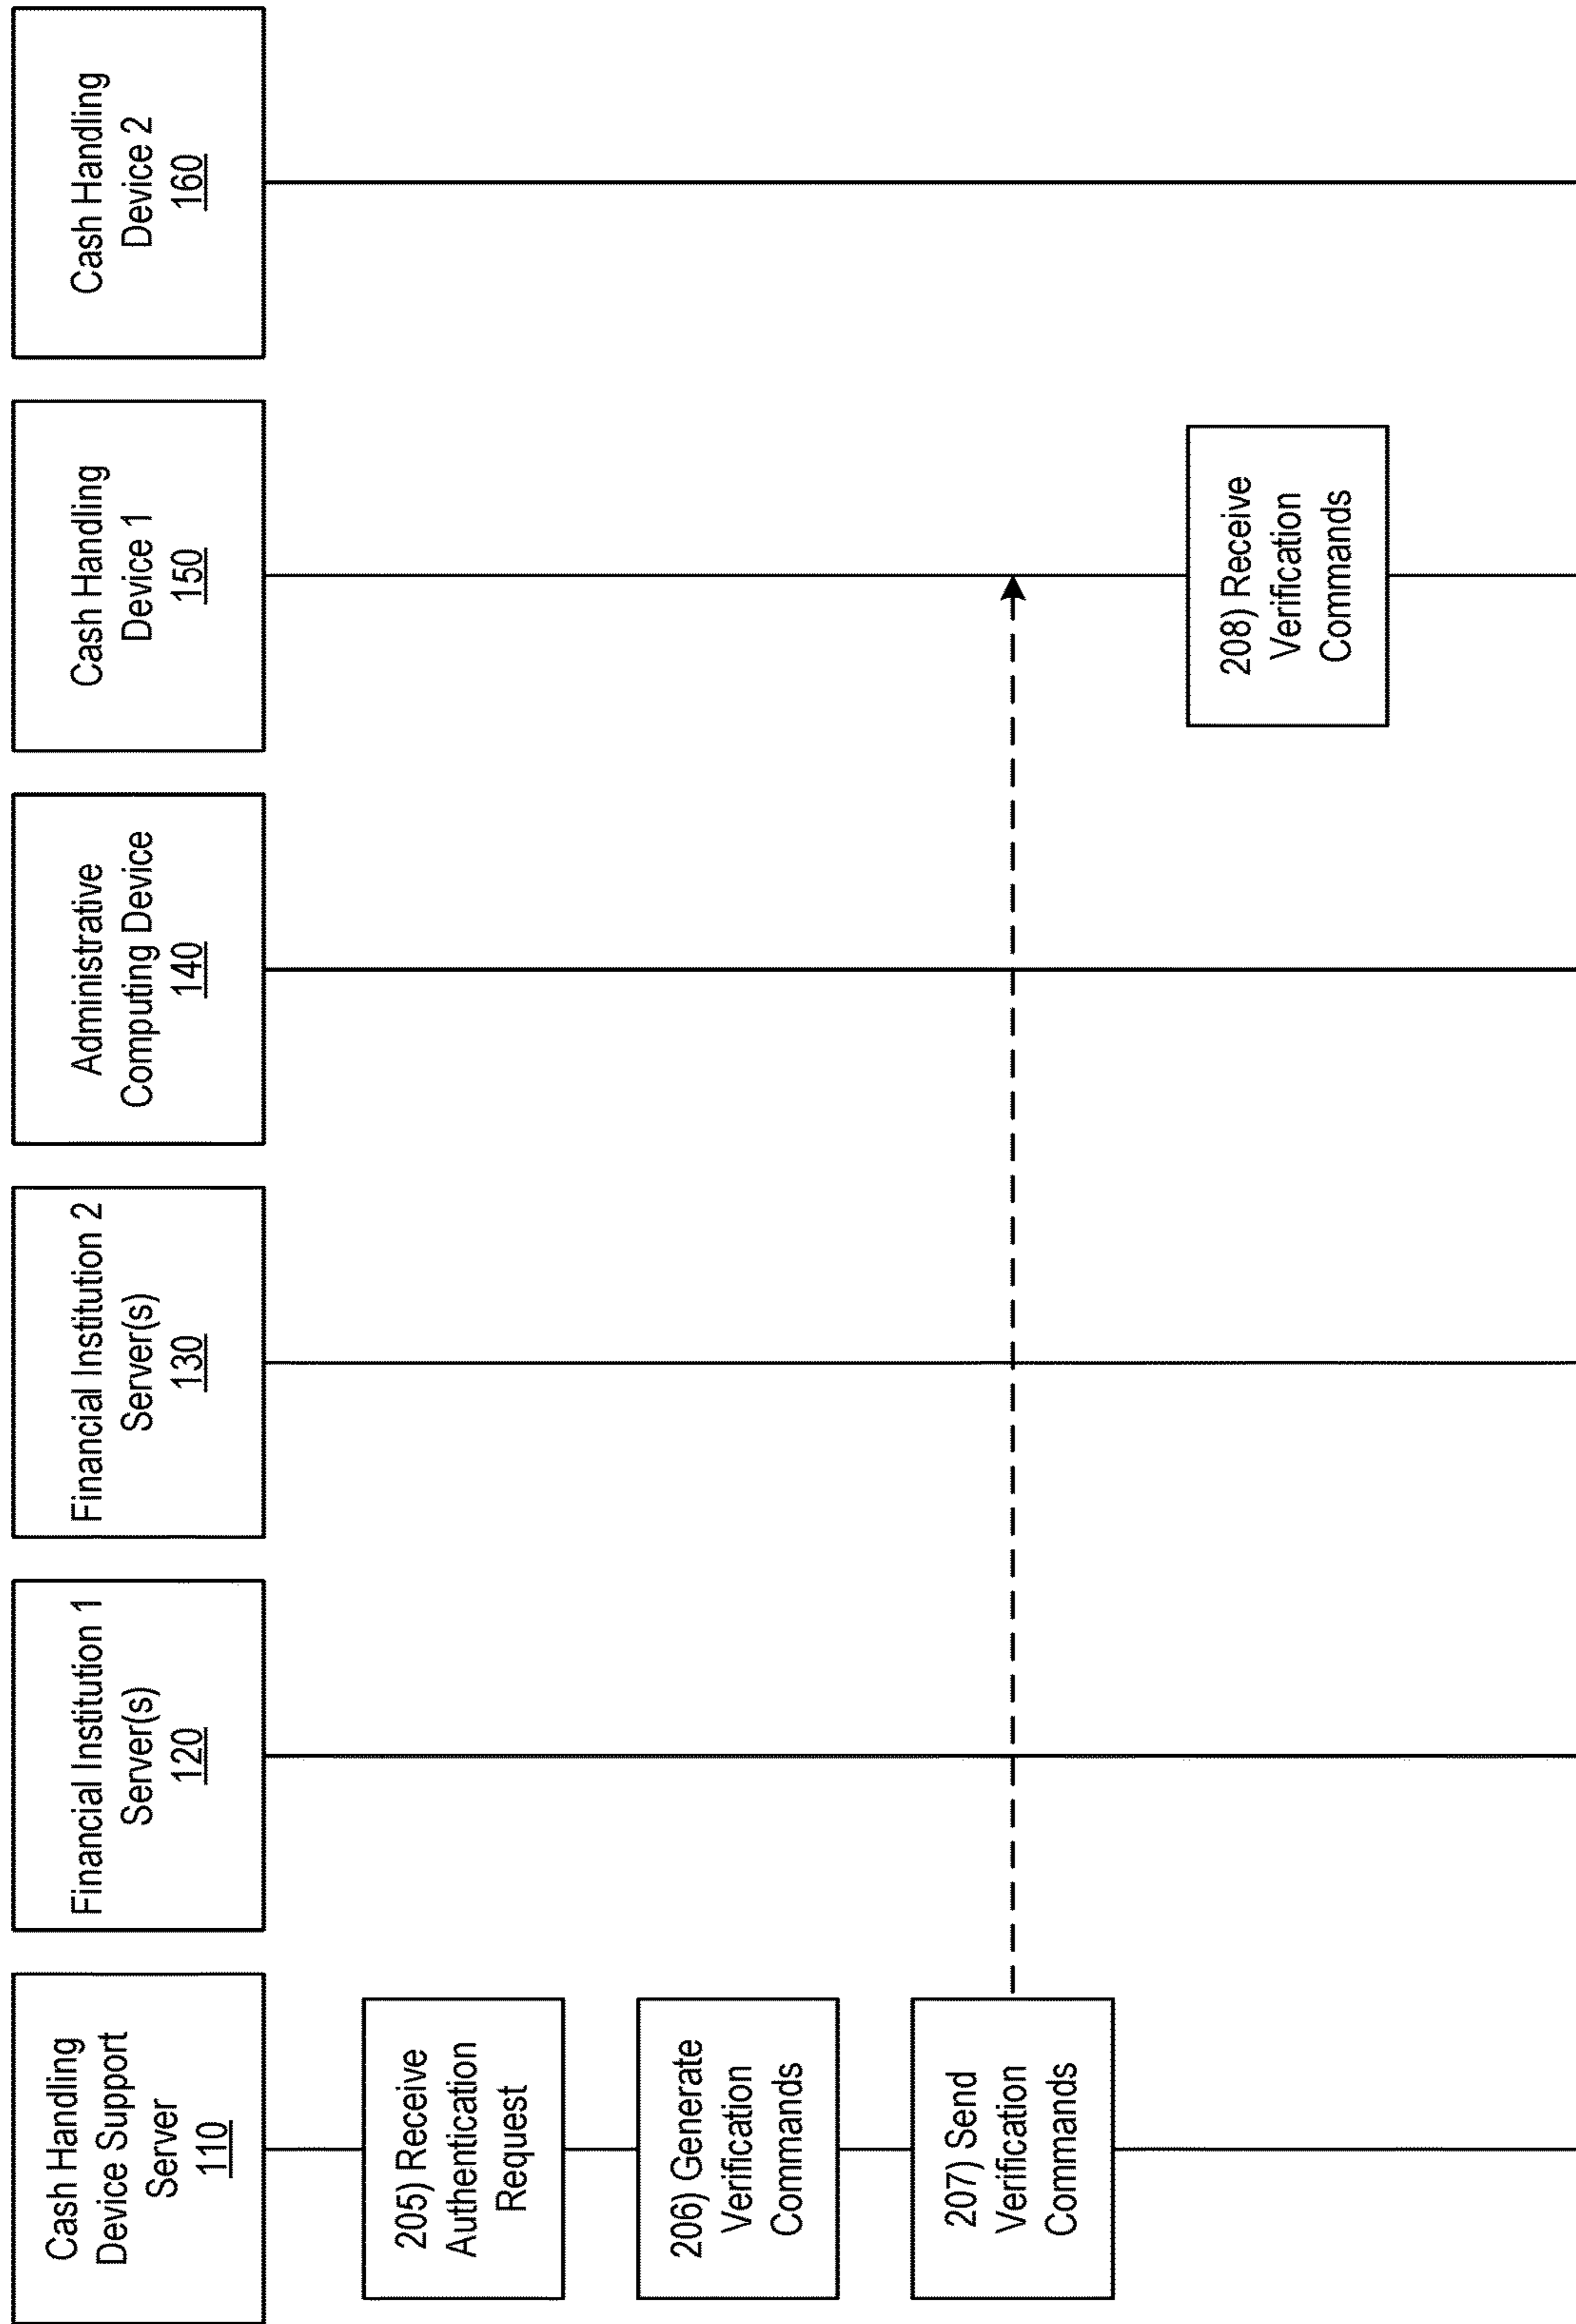 Cash Handling
Device Support
Server
110
Financial Institution 1
Server(s)
120
Financial Institution 2
Server(s)
130
Administrative
Computing Device
140
Cash Handling
Device 1
150
Cash Handling
Device 2
160
205) Receive
Authentication
Request
206) Generate
Verification
Commands
207) Send
Verification
Commands
208) Receive
Verification
Commands